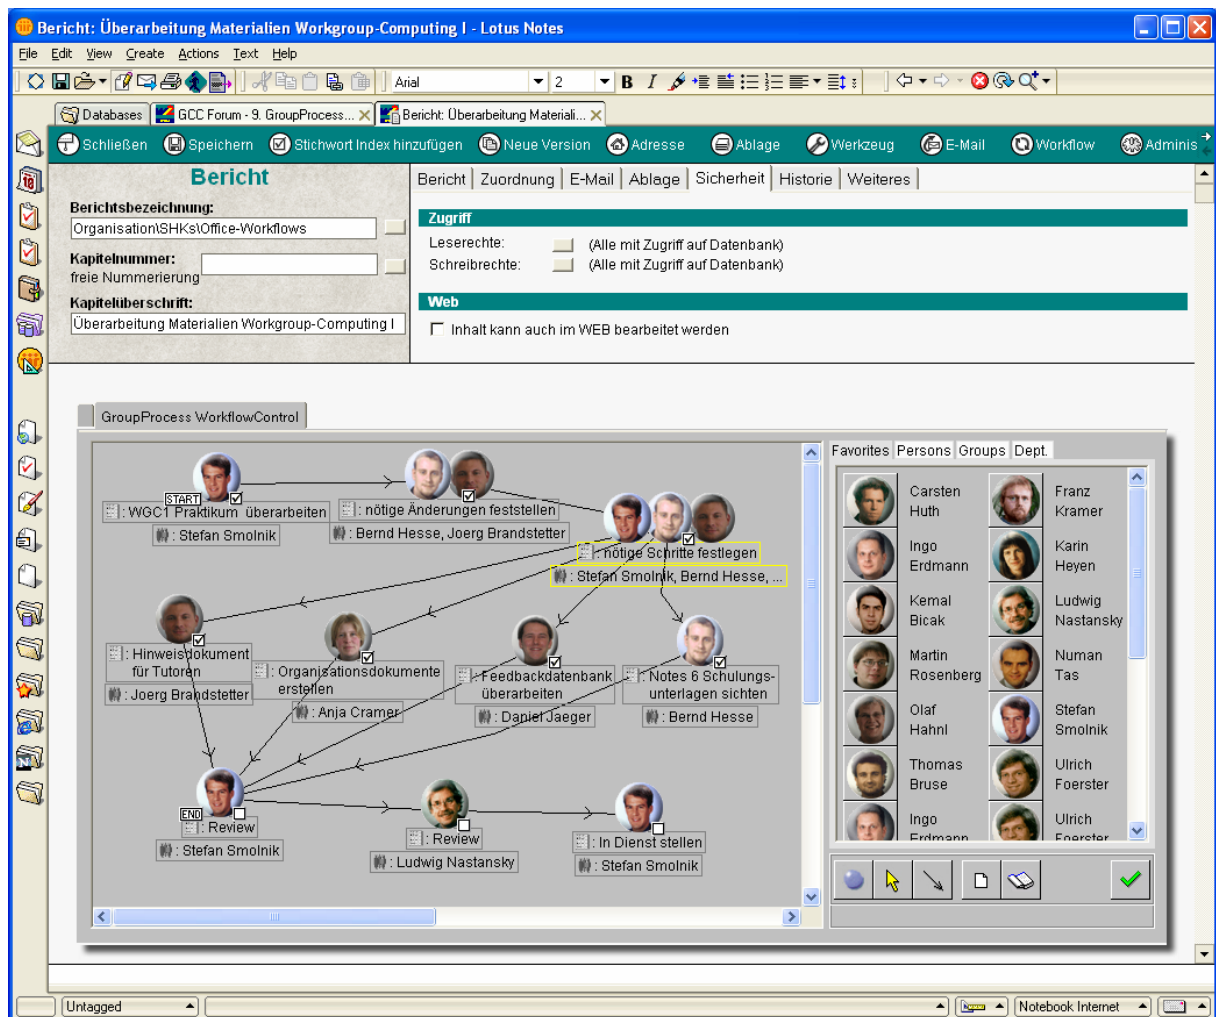 Bericht: Überarbeitung Materialien Workgroup-Computing I - Lotus Notes
File Edit View Create Actions Text Help
Arial 2 B I
Databases GCC Forum - 9. GroupProcess... Bericht: Überarbeitung Materiali...
Schließen Speichern Stichwort Index hinzufügen Neue Version Adresse Ablage Werkzeug E-Mail Workflow Adminis
Bericht
Berichtsbezeichnung:
Organisation\SHKs\Office-Workflows
Kapitelnummer:
freie Nummerierung
Kapitelüberschrift:
Überarbeitung Materialien Workgroup-Computing I
Bericht Zuordnung E-Mail Ablage Sicherheit Historie Weiteres
Zugriff
Leserechte: (Alle mit Zugriff auf Datenbank)
Schreibrechte: (Alle mit Zugriff auf Datenbank)
Web
Inhalt kann auch im WEB bearbeitet werden
GroupProcess WorkflowControl
START
: WGC1 Praktikum überarbeiten
: Stefan Smolnik
: nötige Änderungen feststellen
: Bernd Hesse, Joerg Brandstetter
: nötige Schritte festlegen
: Stefan Smolnik, Bernd Hesse, ...
: Hinweisdokument
für Tutoren
: Joerg Brandstetter
: Organisationsdokumente
erstellen
: Anja Cramer
: Feedbackdatenbank
überarbeiten
: Daniel Jaeger
: Notes 6 Schulungs-
unterlagen sichten
: Bernd Hesse
END
: Review
: Stefan Smolnik
: Review
: Ludwig Nastansky
: In Dienst stellen
: Stefan Smolnik
Favorites Persons Groups Dept.
Carsten
Huth
Franz
Kramer
Ingo
Erdmann
Karin
Heyen
Kemal
Bicak
Ludwig
Nastansky
Martin
Rosenberg
Numan
Tas
Olaf
Hahnl
Stefan
Smolnik
Thomas
Bruse
Ulrich
Foerster
Ingo
Erdmann
Ulrich
Foerster
Untagged
Notebook Internet